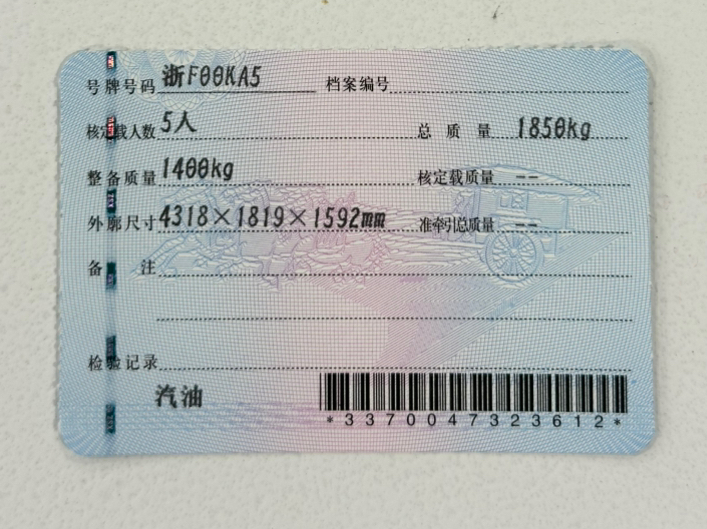 号牌号码 浙F00KA5 档案编号
核定载人数 5人 总质量 1850kg
整备质量 1400kg 核定载质量 --
外廓尺寸 4318×1819×1592mm 准牵引总质量 --
备注
检验记录
汽油
*3370047323612*